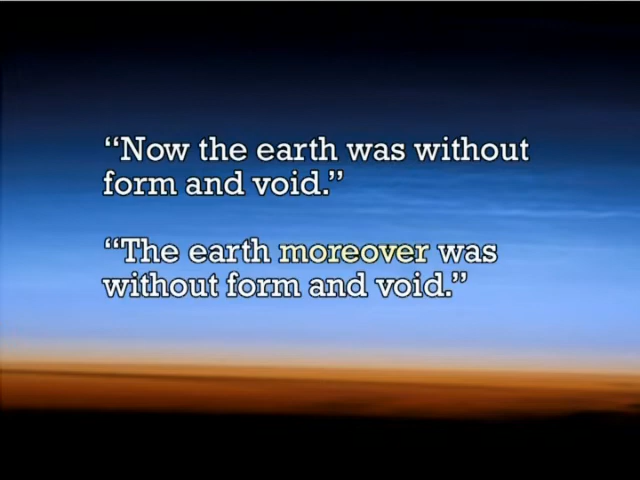 “Now the earth was without
form and void.”
“The earth moreover was
without form and void.”